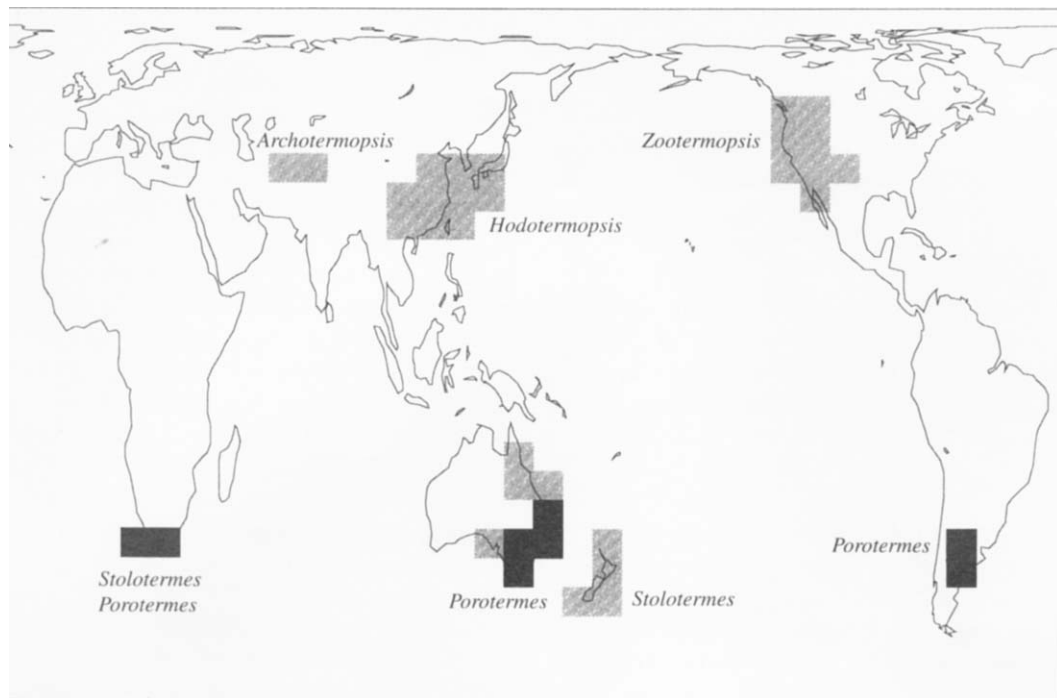 Archotermopsis
Zootermopsis
Hodotermopsis
Porotermes
Stolotermes
Porotermes
Porotermes
Stolotermes